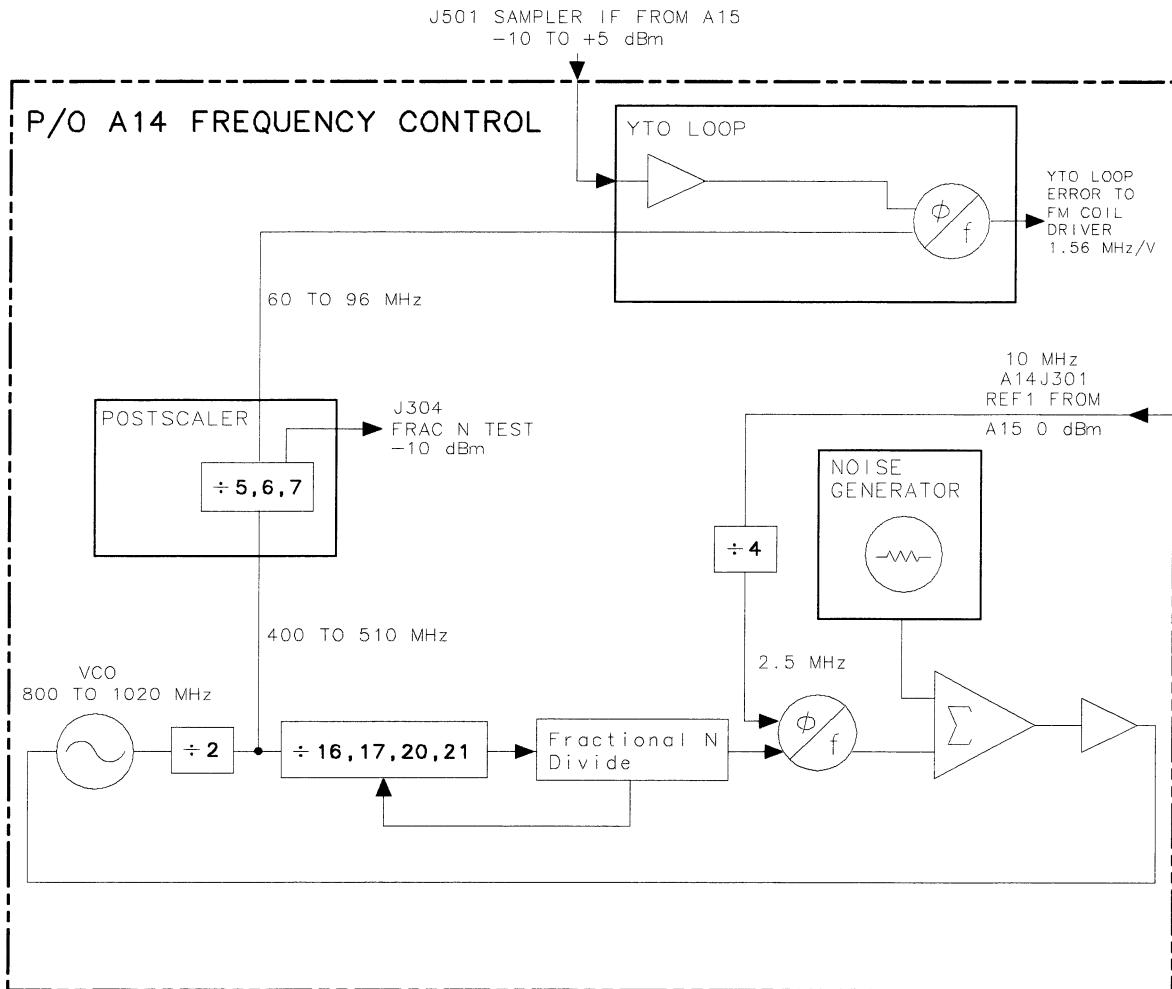 J501 SAMPLER IF FROM A15
-10 TO +5 dBm
P/O A14 FREQUENCY CONTROL
YTO LOOP
ϕ
f
YTO LOOP
ERROR TO
FM COIL
DRIVER
1.56 MHz/V
60 TO 96 MHz
10 MHz
A14J301
REF1 FROM
A15 0 dBm
POSTSCALER
J304
FRAC N TEST
-10 dBm
÷5,6,7
NOISE
GENERATOR
÷4
400 TO 510 MHz
2.5 MHz
VCO
800 TO 1020 MHz
÷2
÷16,17,20,21
Fractional N
Divide
ϕ
f
Σ